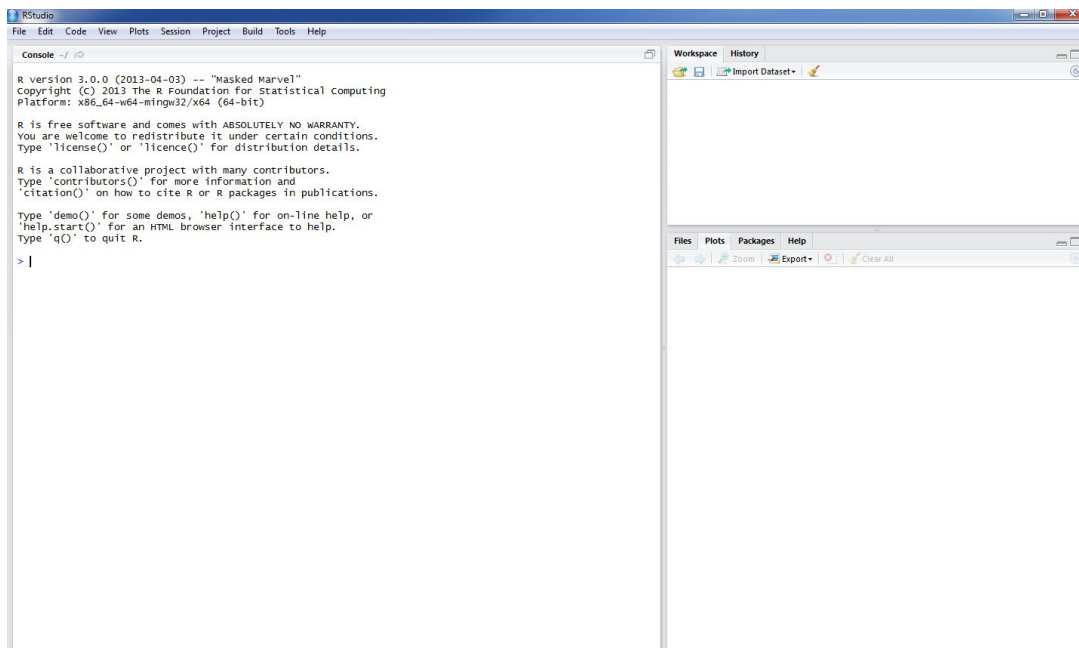 RStudio
File Edit Code View Plots Session Project Build Tools Help
Console ~/
R version 3.0.0 (2013-04-03) -- "Masked Marvel"
Copyright (C) 2013 The R Foundation for Statistical Computing
Platform: x86_64-w64-mingw32/x64 (64-bit)
R is free software and comes with ABSOLUTELY NO WARRANTY.
You are welcome to redistribute it under certain conditions.
Type 'license()' or 'licence()' for distribution details.
R is a collaborative project with many contributors.
Type 'contributors()' for more information and
'citation()' on how to cite R or R packages in publications.
Type 'demo()' for some demos, 'help()' for on-line help, or
'help.start()' for an HTML browser interface to help.
Type 'q()' to quit R.
>
Workspace History
Import Dataset
Files Plots Packages Help
Zoom Export Clear All